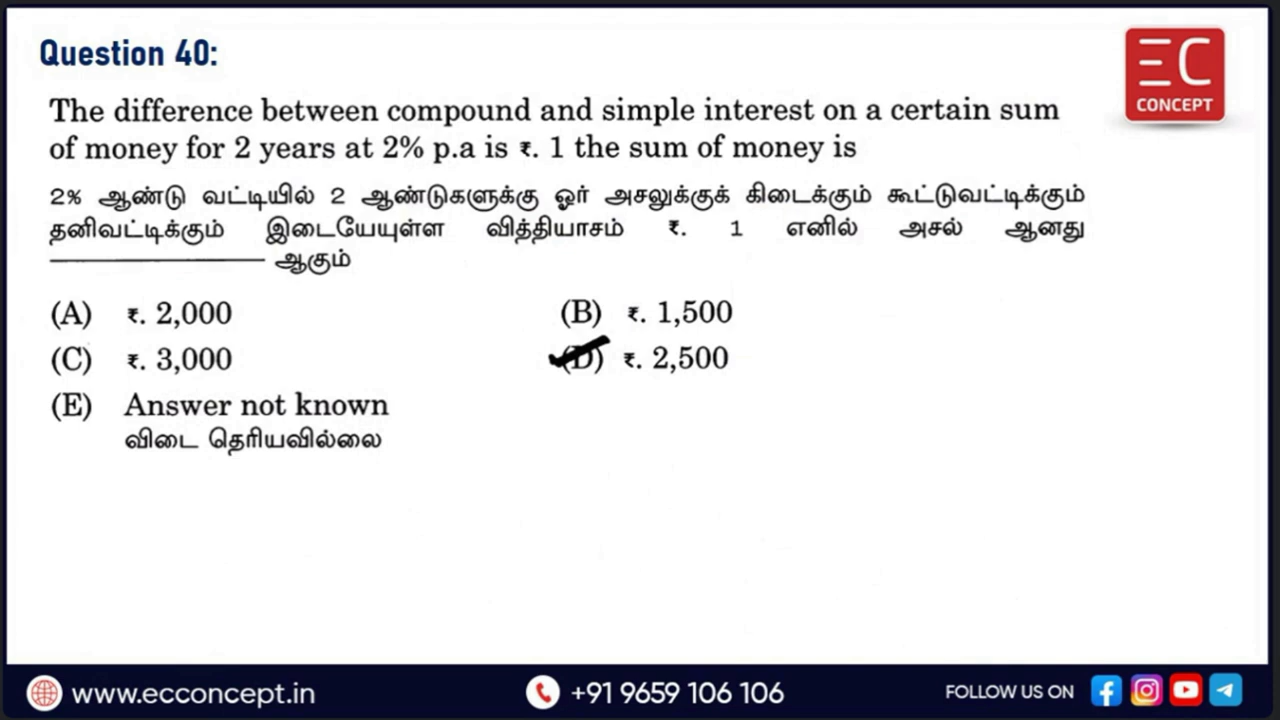 Question 40:
EC
CONCEPT
The difference between compound and simple interest on a certain sum
of money for 2 years at 2% p.a is ₹. 1 the sum of money is
2% ஆண்டு வட்டியில் 2 ஆண்டுகளுக்கு ஓர் அசலுக்குக் கிடைக்கும் கூட்டுவட்டிக்கும்
தனிவட்டிக்கும் இடையேயுள்ள வித்தியாசம் ₹. 1 எனில் அசல் ஆனது
____________ ஆகும்
(A) ₹. 2,000 (B) ₹. 1,500
(C) ₹. 3,000 (D) ₹. 2,500
(E) Answer not known
விடை தெரியவில்லை
www.ecconcept.in +91 9659 106 106 FOLLOW US ON